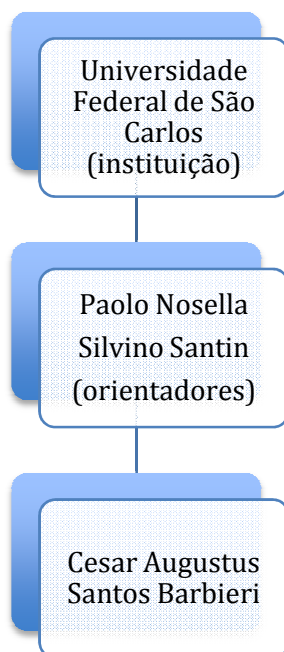 Universidade
Federal de São
Carlos
(instituição)
Paolo Nosella
Silvino Santin
(orientadores)
Cesar Augustus
Santos Barbieri